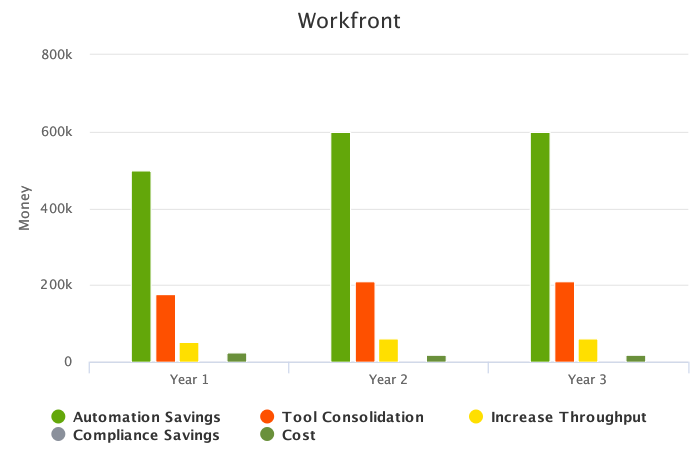 Workfront
800k
600k
400k
200k
0
Money
Year 1 Year 2 Year 3
Automation Savings Tool Consolidation Increase Throughput
Compliance Savings Cost